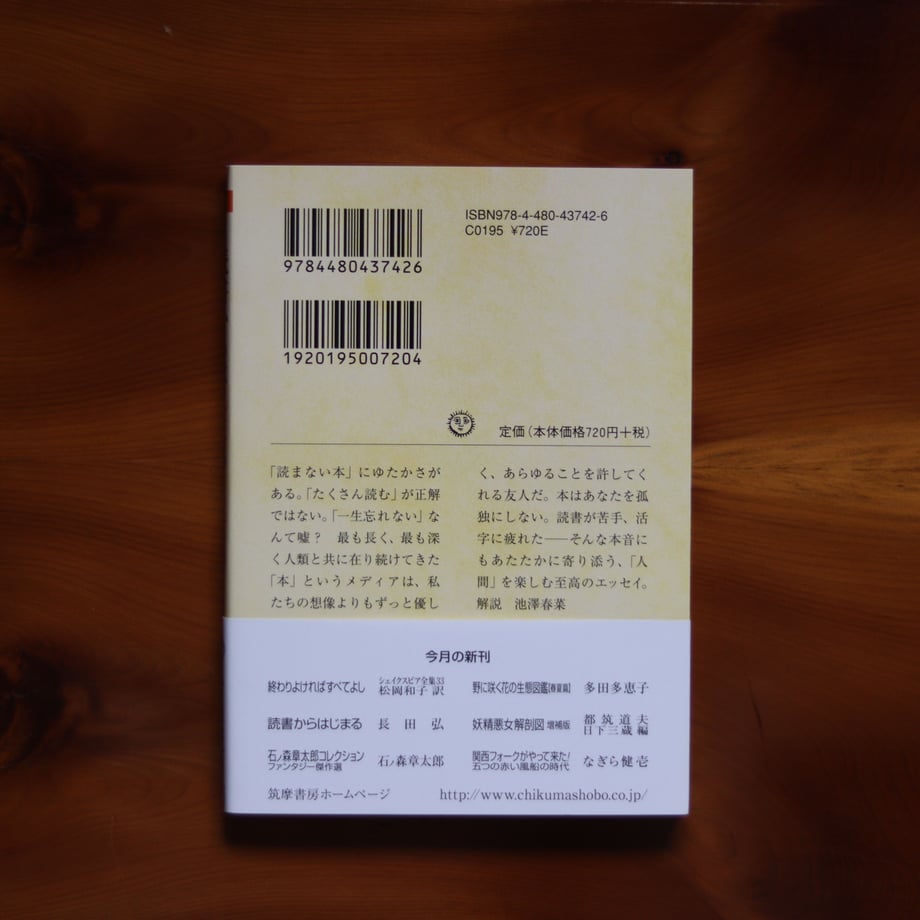 ISBN978-4-480-43742-6
C0195 ¥720E
9784480437426
1920195007204
定価(本体価格720円+税)
「読まない本」にゆたかさが
ある。「たくさん読む」が正解
ではない。「一生忘れない」な
んて嘘? 最も長く、最も深
く人類と共に在り続けてきた
「本」というメディアは、私
たちの想像よりもずっと優し
く、あらゆることを許してく
れる友人だ。本はあなたを孤
独にしない。読書が苦手、活
字に疲れた——そんな本音に
もあたたかに寄り添う、「人
間」を楽しむ至高のエッセイ。
解説 池澤春菜
今月の新刊
終わりよければすべてよし シェイクスピア全集33 松岡和子 訳
読書からはじまる 長田弘
石ノ森章太郎コレクション ファンタジー傑作選 石ノ森章太郎
野に咲く花の生態図鑑【春夏篇】 多田多恵子
妖精悪女解剖図 増補版 都筑道夫 日下三蔵 編
関西フォークがやって来た! 五つの赤い風船の時代 なぎら健壱
筑摩書房ホームページ http://www.chikumashobo.co.jp/